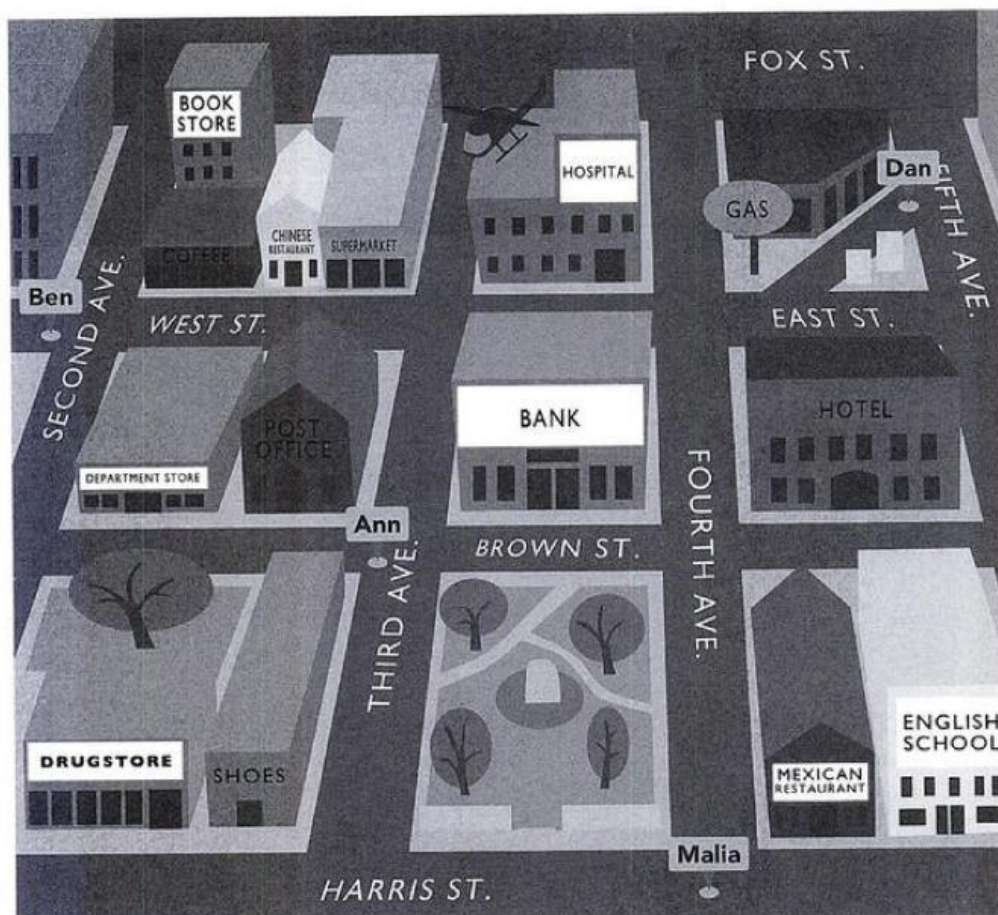 FOX ST.
BOOK
STORE
HOSPITAL
Dan
GAS
FIFTH AVE.
CHINESE
RESTAURANT
SUPERMARKET
COFFEE
Ben
SECOND AVE.
WEST ST.
EAST ST.
POST
OFFICE
BANK
HOTEL
DEPARTMENT STORE
Ann
BROWN ST.
THIRD AVE.
FOURTH AVE.
DRUGSTORE
SHOES
MEXICAN
RESTAURANT
ENGLISH
SCHOOL
Malia
HARRIS ST.